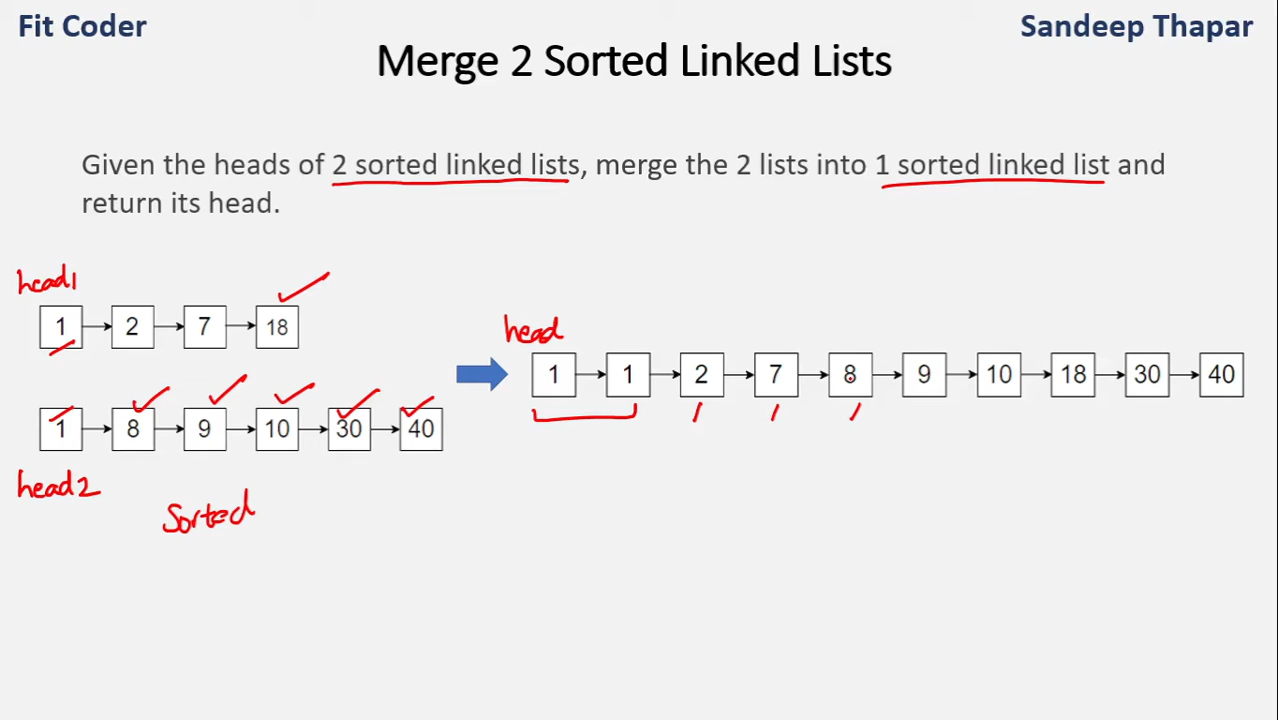 Fit Coder
Sandeep Thapar
Merge 2 Sorted Linked Lists
Given the heads of 2 sorted linked lists, merge the 2 lists into 1 sorted linked list and
return its head.
head1
1 2 7 18
head
1 1 2 7 8 9 10 18 30 40
1 8 9 10 30 40
head2
Sorted